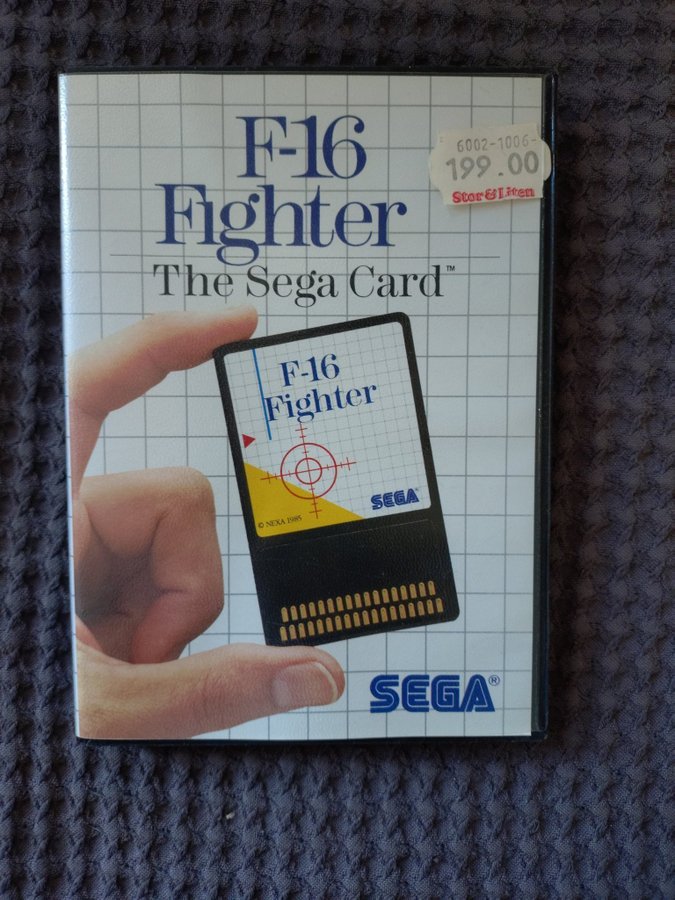 F-16
Fighter
The Sega Card™
6002-1006-
199.00
Stor&Liten
F-16
Fighter
SEGA®
© NEXA 1985
SEGA®